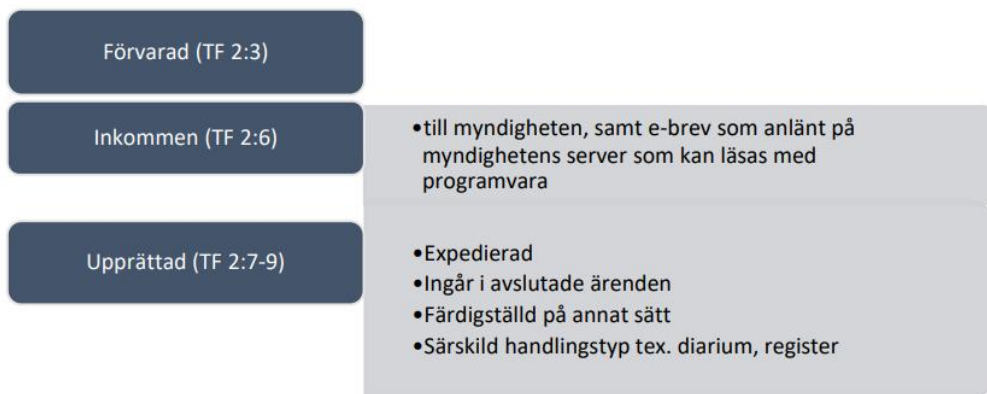 Förvarad (TF 2:3)
Inkommen (TF 2:6)
•till myndigheten, samt e-brev som anlänt på
myndighetens server som kan läsas med
programvara
Upprättad (TF 2:7-9)
•Expedierad
•Ingår i avslutade ärenden
•Färdigställd på annat sätt
•Särskild handlingstyp tex. diarium, register